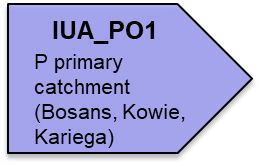 IUA_PO1
P primary
catchment
(Bosans, Kowie,
Kariega)